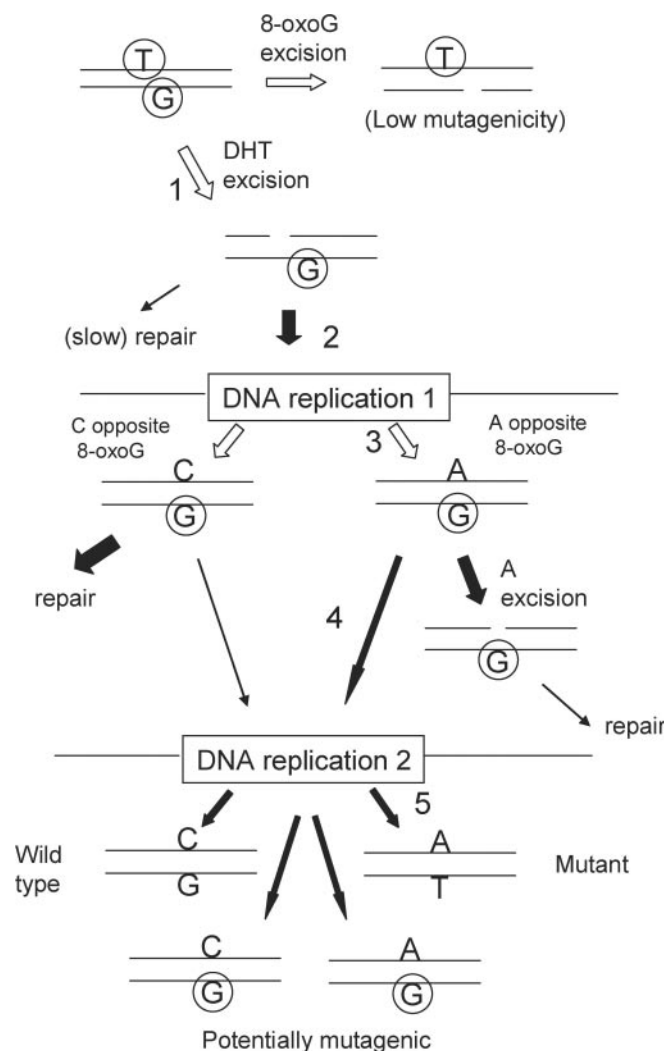 8-oxoG
excision
T
G
T
(Low mutagenicity)
DHT
excision
1
G
(slow) repair
2
DNA replication 1
C opposite
8-oxoG
3
A opposite
8-oxoG
C
G
A
G
repair
A
excision
4
G
repair
DNA replication 2
5
Wild
type
C
G
A
T
Mutant
C
G
A
G
Potentially mutagenic